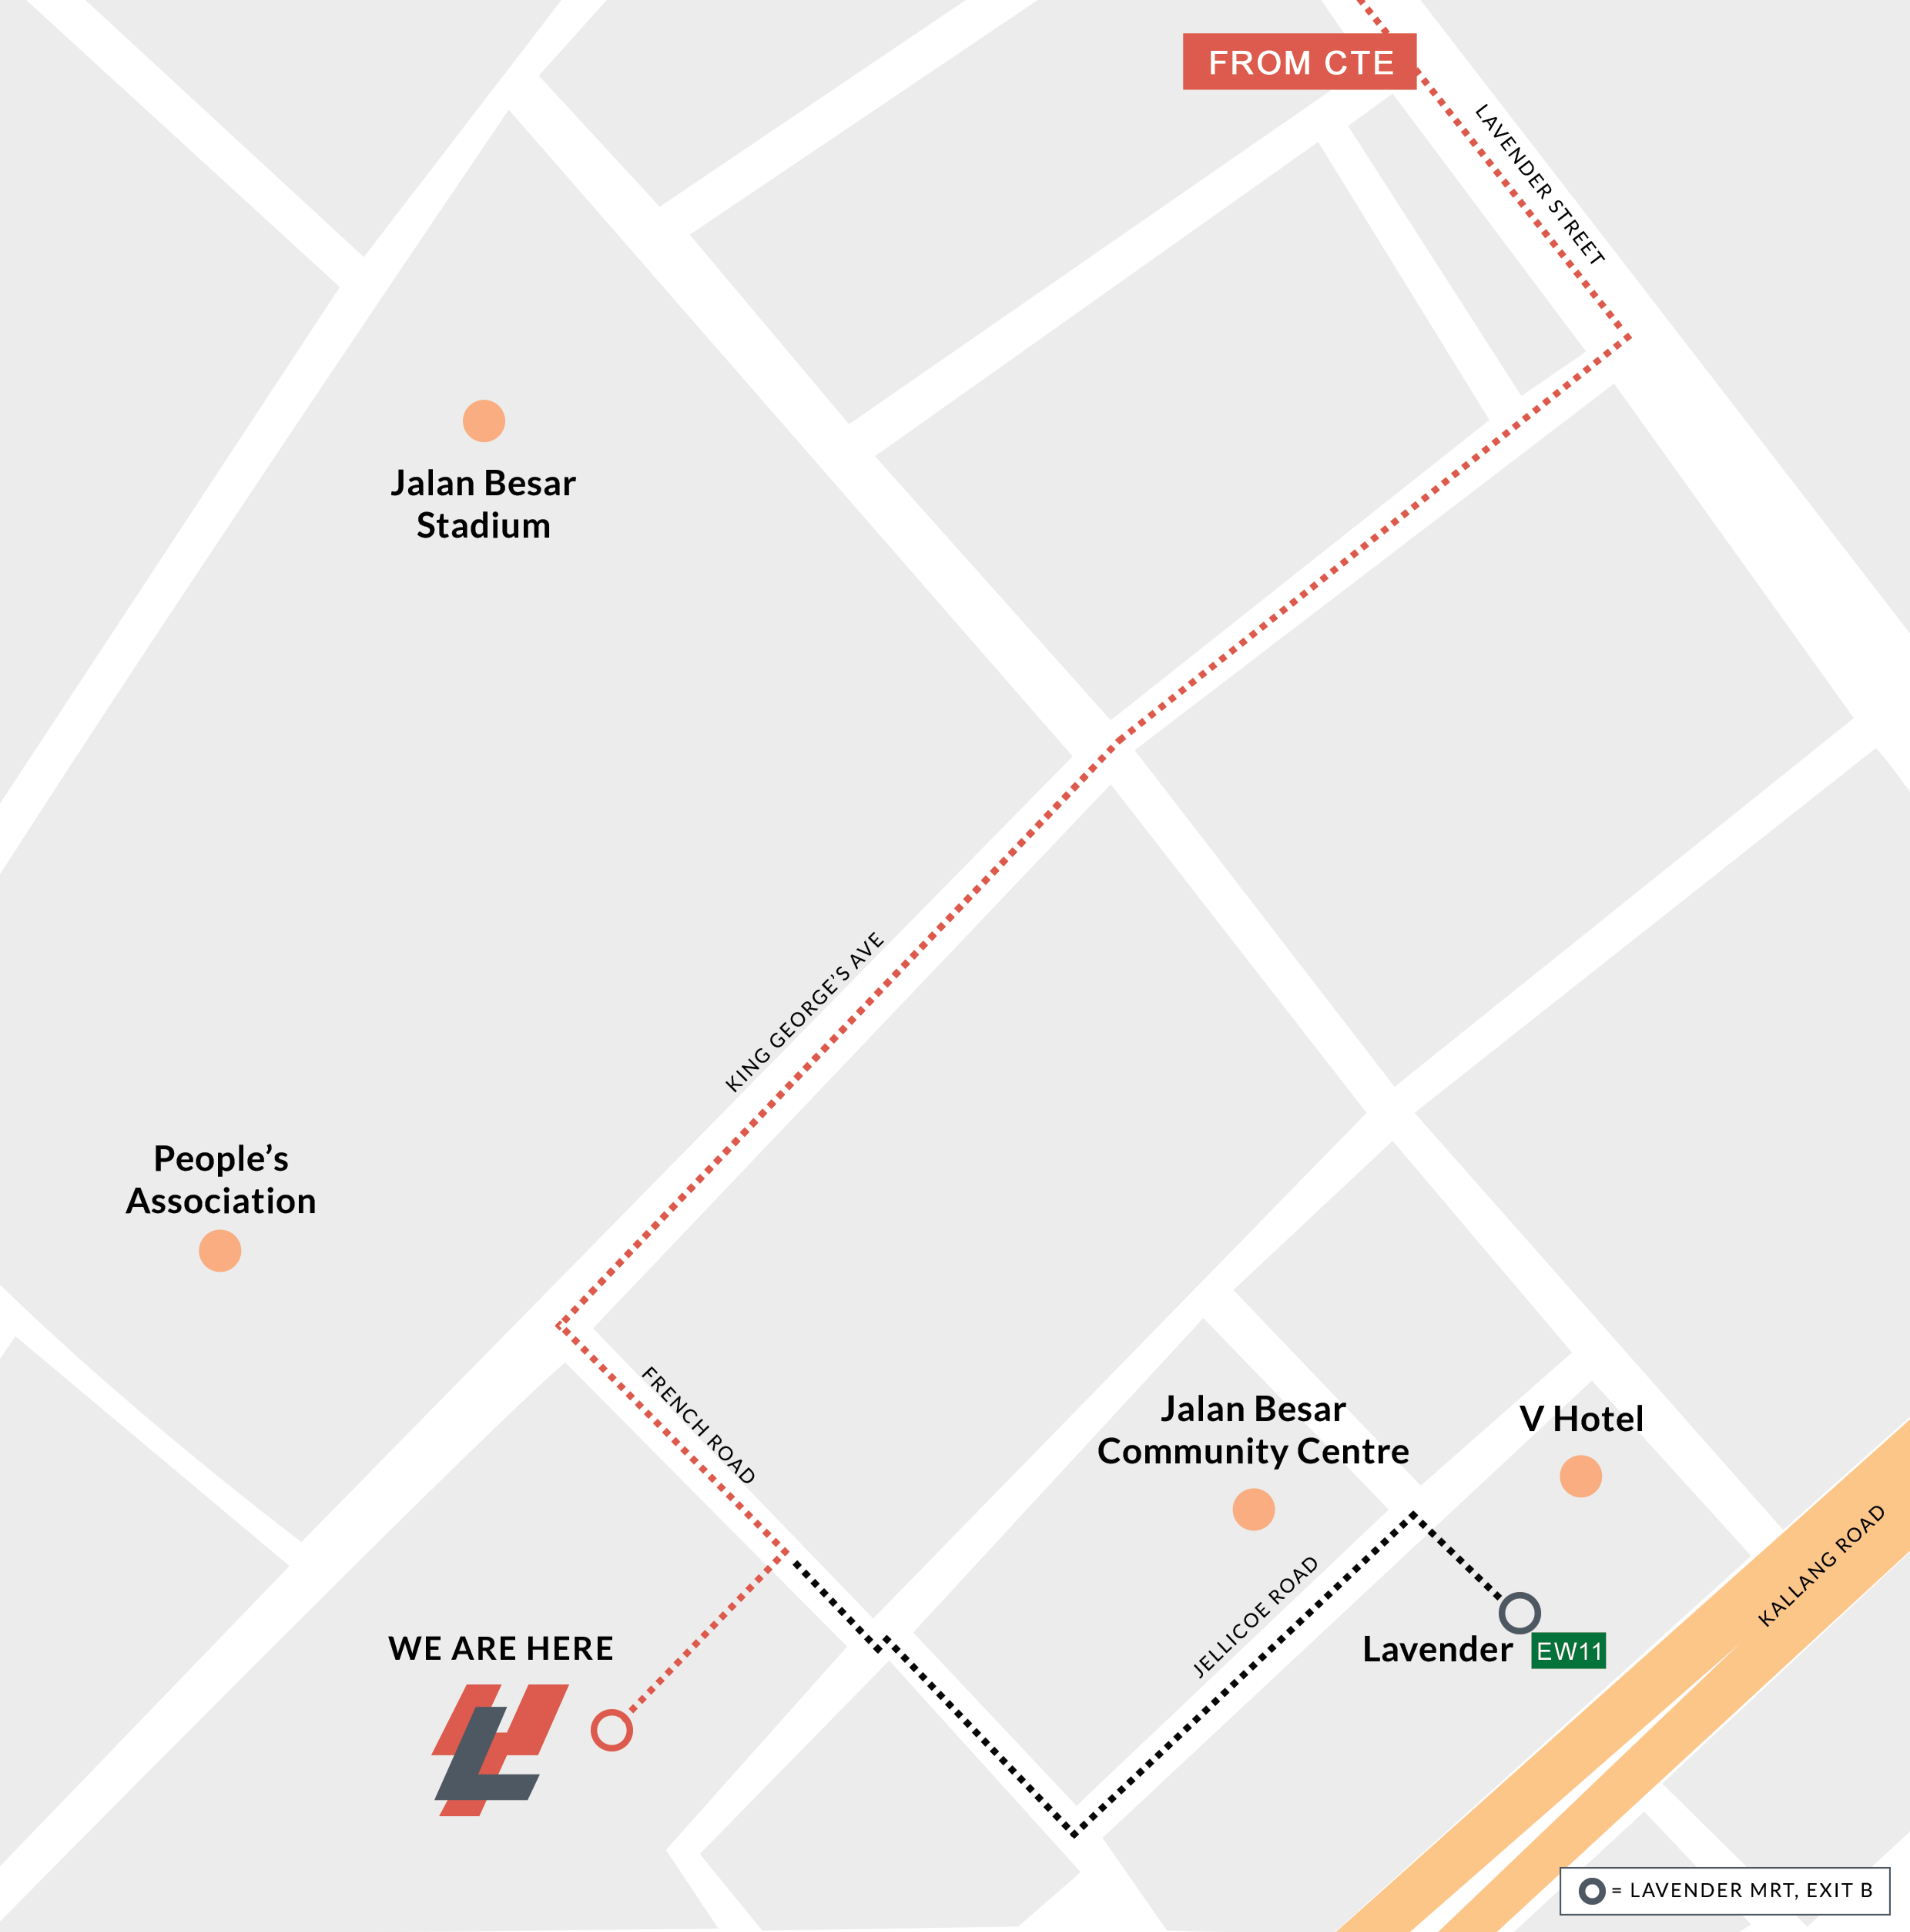 FROM CTE
LAVENDER STREET
Jalan Besar
Stadium
KING GEORGE’S AVE
People’s
Association
FRENCH ROAD
Jalan Besar
Community Centre
V Hotel
KALLANG ROAD
JELLICOE ROAD
WE ARE HERE
Lavender EW11
= LAVENDER MRT, EXIT B